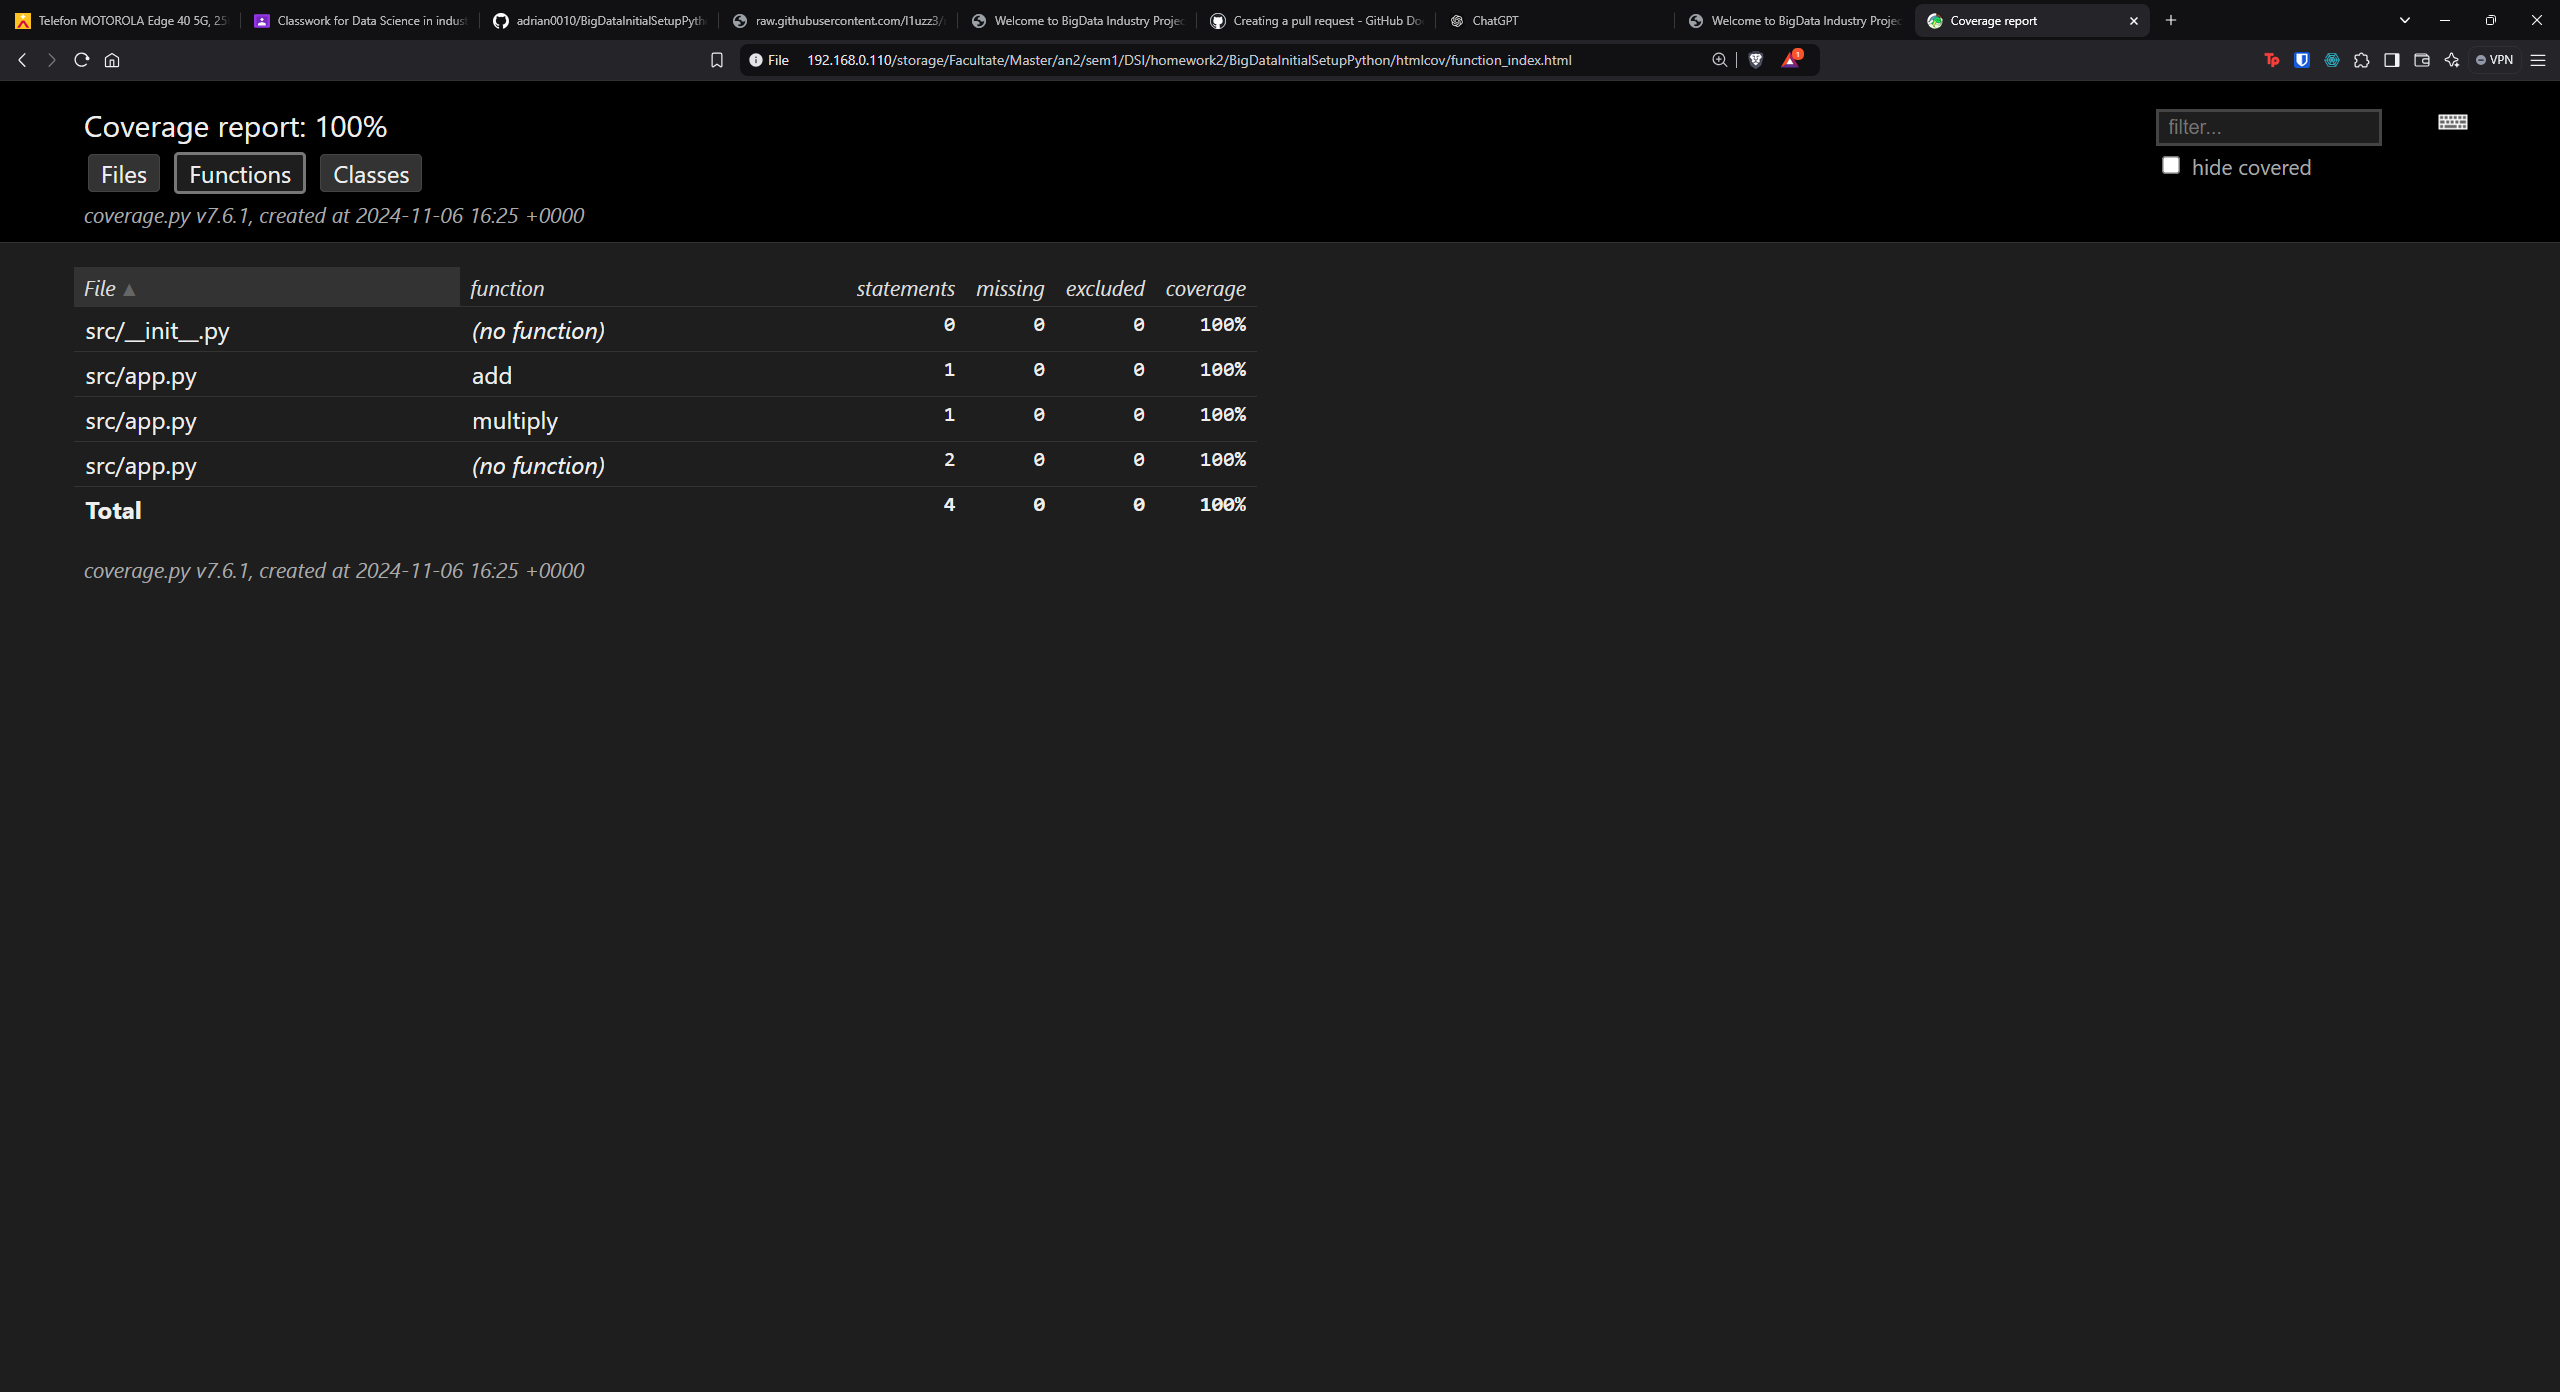 Telefon MOTOROLA Edge 40 5G, 25
Classwork for Data Science in indust
adrian0010/BigDataInitialSetupPyth
raw.githubusercontent.com/l1uzz3/
Welcome to BigData Industry Projec
Creating a pull request - GitHub Do
ChatGPT
Welcome to BigData Industry Projec
Coverage report
File 192.168.0.110/storage/Facultate/Master/an2/sem1/DSI/homework2/BigDataInitialSetupPython/htmlcov/function_index.html
1
Tp
VPN
Coverage report: 100%
filter...
Files Functions Classes
hide covered
coverage.py v7.6.1, created at 2024-11-06 16:25 +0000
File ▲ function statements missing excluded coverage
src/__init__.py (no function) 0 0 0 100%
src/app.py add 1 0 0 100%
src/app.py multiply 1 0 0 100%
src/app.py (no function) 2 0 0 100%
Total 4 0 0 100%
coverage.py v7.6.1, created at 2024-11-06 16:25 +0000